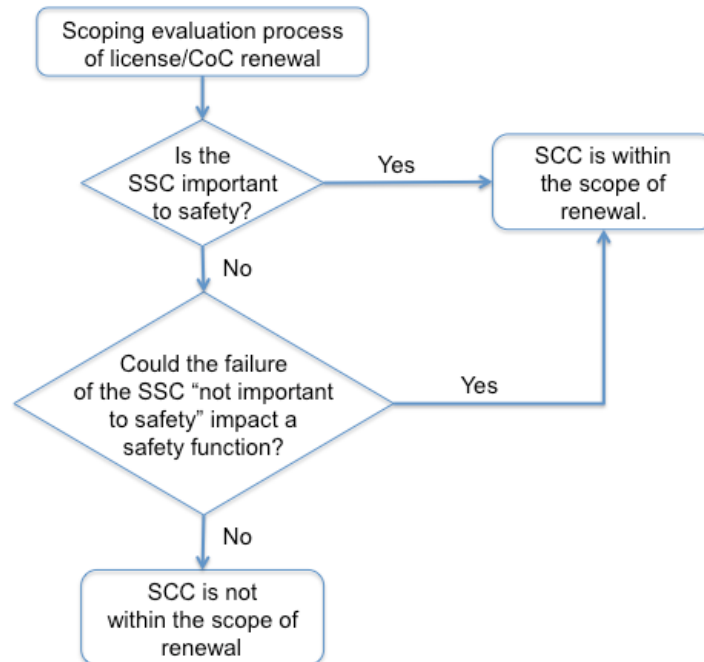 Scoping evaluation process
of license/CoC renewal
Is the
SSC important
to safety?
Yes
SCC is within
the scope of
renewal.
No
Could the failure
of the SSC “not important
to safety” impact a
safety function?
Yes
No
SCC is not
within the scope of
renewal